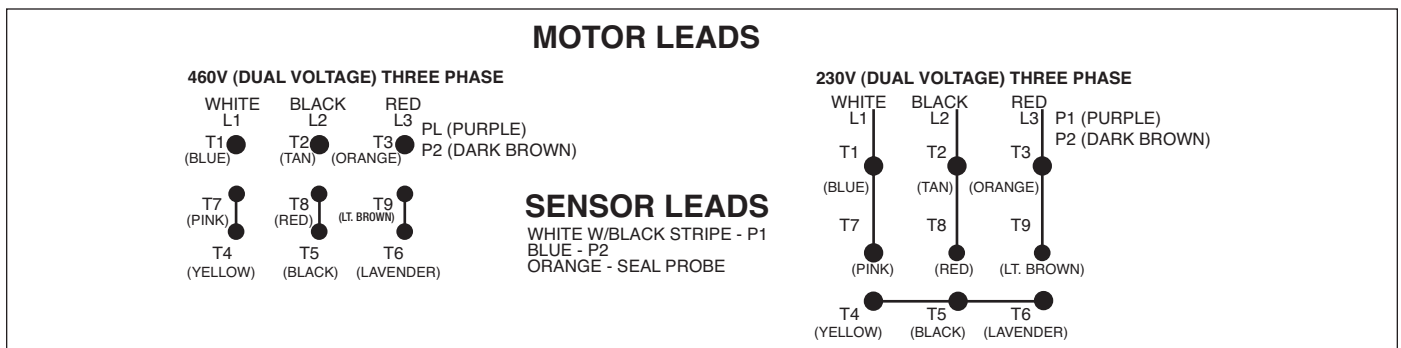 MOTOR LEADS
460V (DUAL VOLTAGE) THREE PHASE
WHITE BLACK RED
L1 L2 L3
PL (PURPLE)
T1 T2 T3
P2 (DARK BROWN)
(BLUE) (TAN) (ORANGE)
T7 T8 T9
(PINK) (RED) (LT. BROWN)
T4 T5 T6
(YELLOW) (BLACK) (LAVENDER)
SENSOR LEADS
WHITE W/BLACK STRIPE - P1
BLUE - P2
ORANGE - SEAL PROBE
230V (DUAL VOLTAGE) THREE PHASE
WHITE BLACK RED
L1 L2 L3 P1 (PURPLE)
P2 (DARK BROWN)
T1 T2 T3
(BLUE) (TAN) (ORANGE)
T7 T8 T9
(PINK) (RED) (LT. BROWN)
T4 T5 T6
(YELLOW) (BLACK) (LAVENDER)